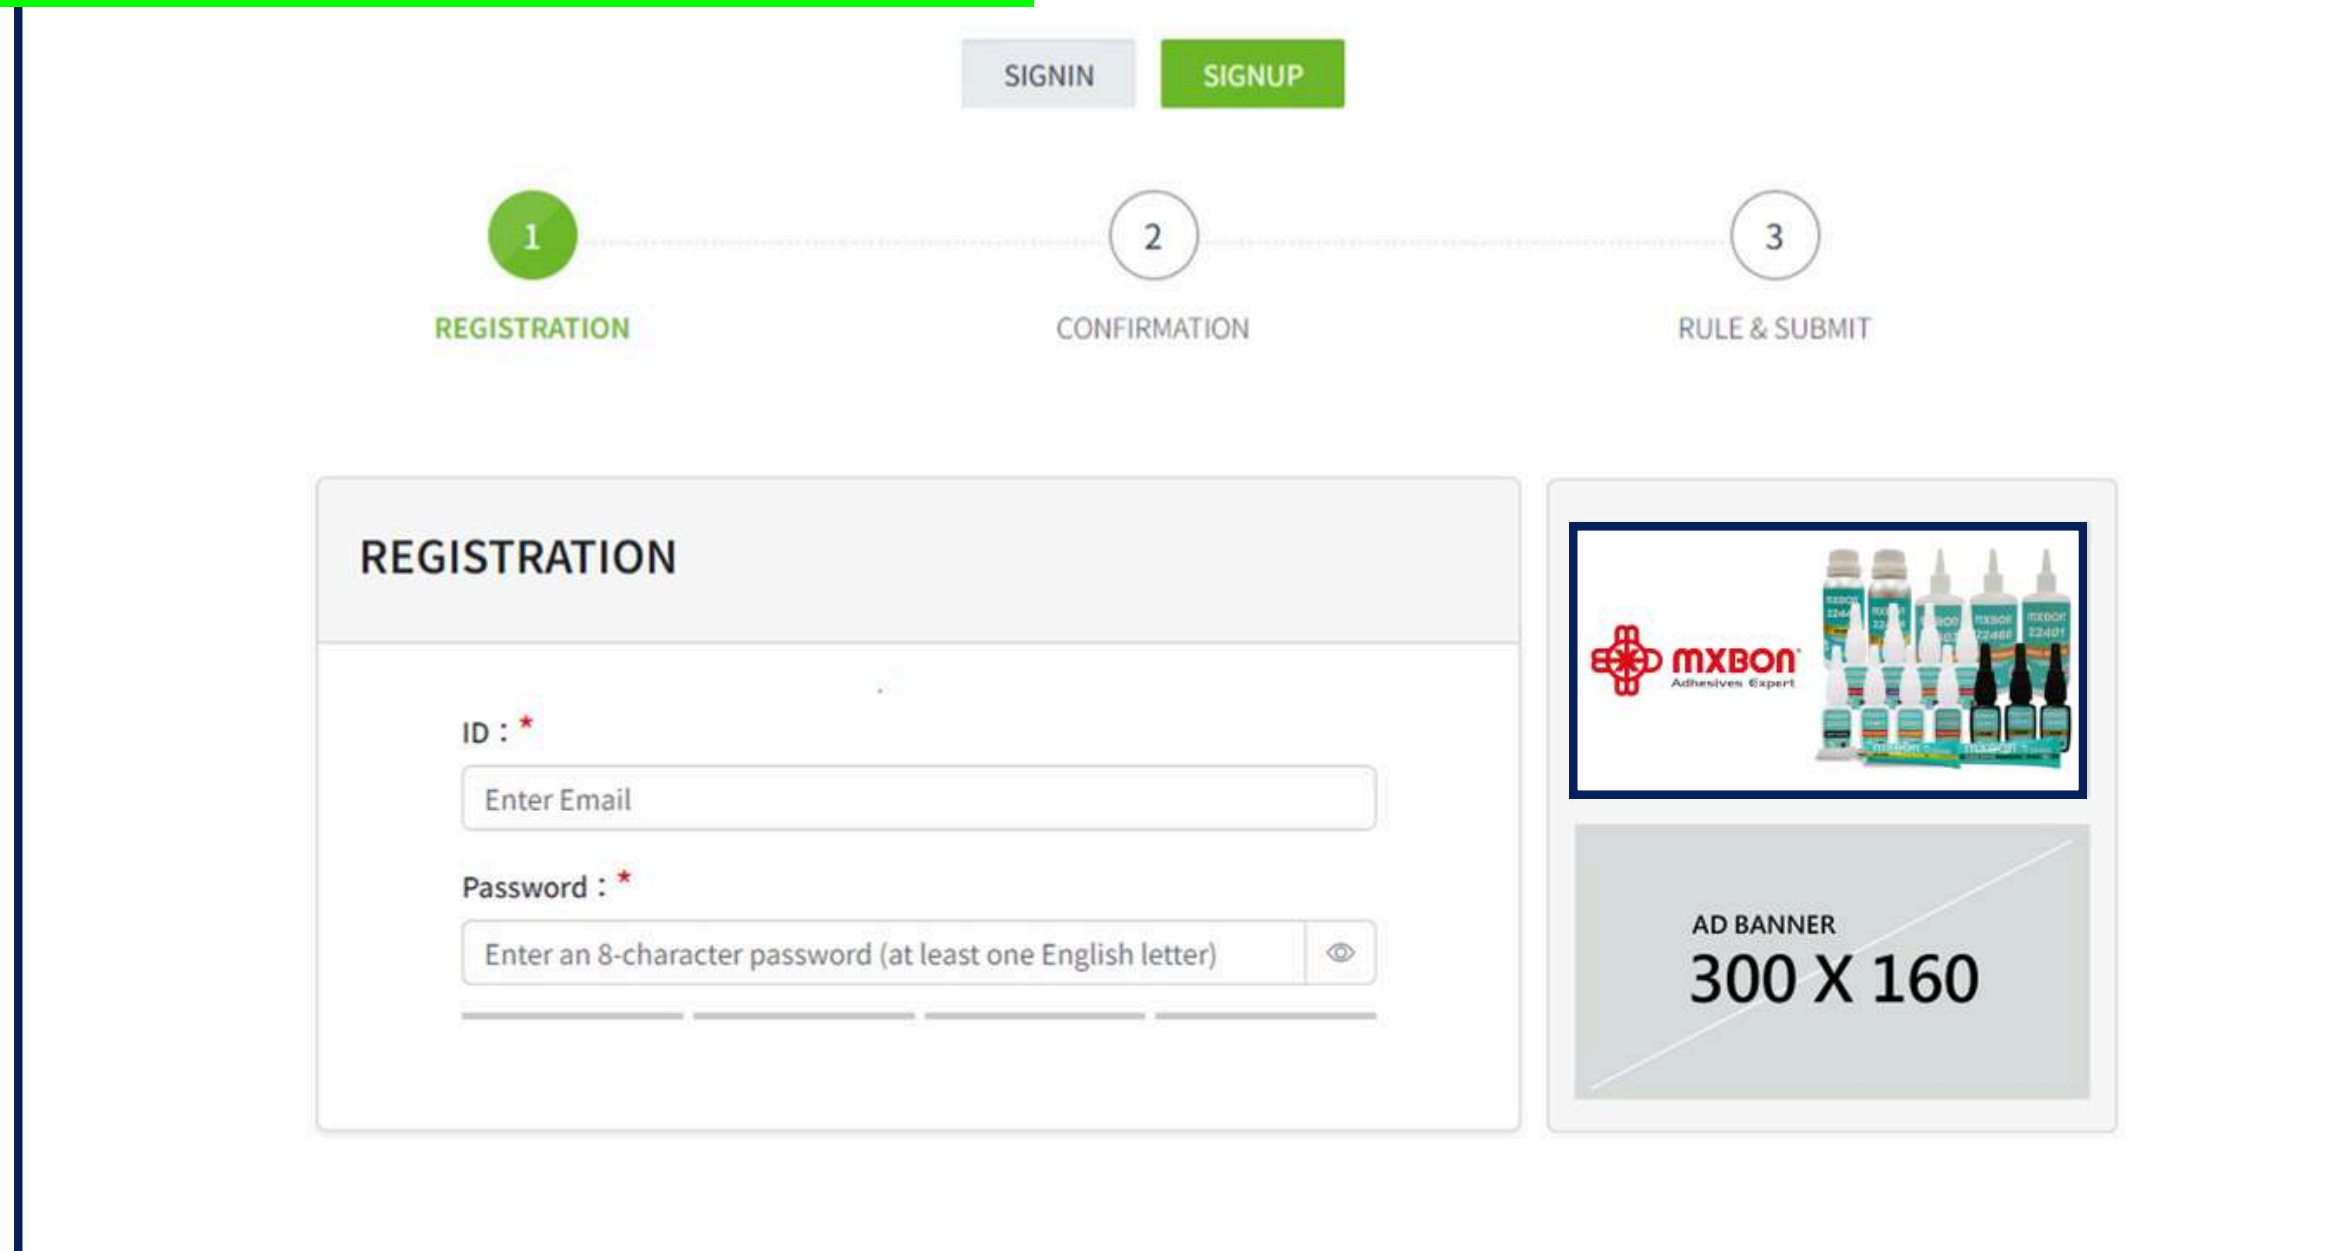 SIGNIN SIGNUP
1 2 3
REGISTRATION CONFIRMATION RULE & SUBMIT
REGISTRATION
ID : *
Enter Email
Password : *
Enter an 8-character password (at least one English letter)
mxBon
Adhesives Expert
AD BANNER
300 X 160